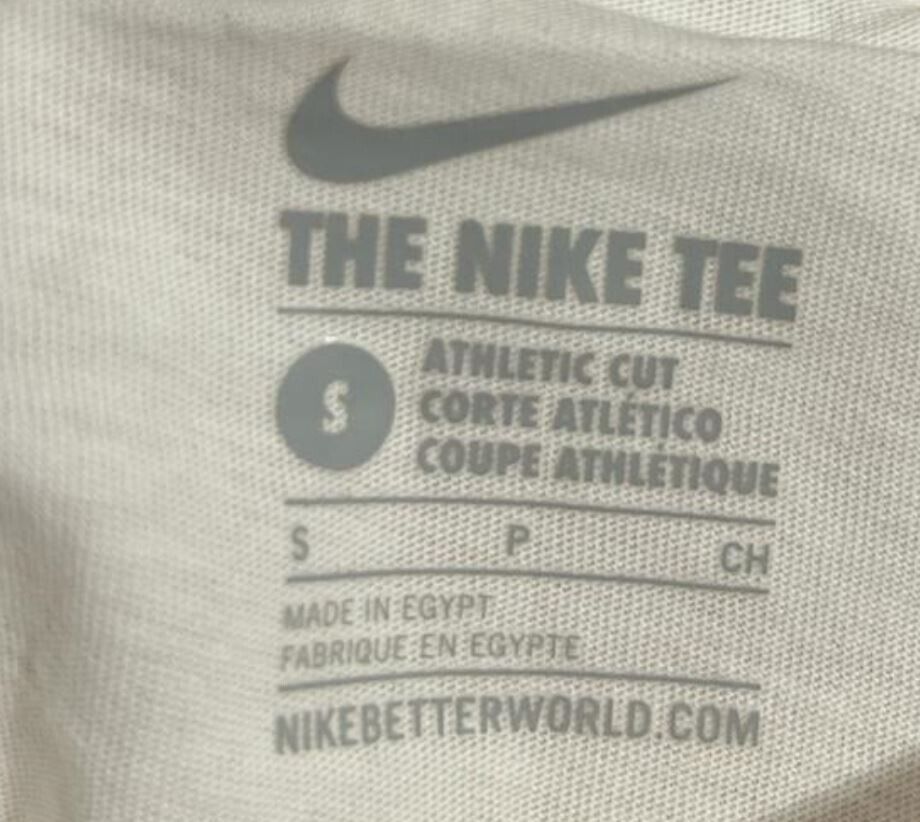 THE NIKE TEE
S
ATHLETIC CUT
CORTE ATLÉTICO
COUPE ATHLÉTIQUE
S P CH
MADE IN EGYPT
FABRIQUE EN EGYPTE
NIKEBETTERWORLD.COM